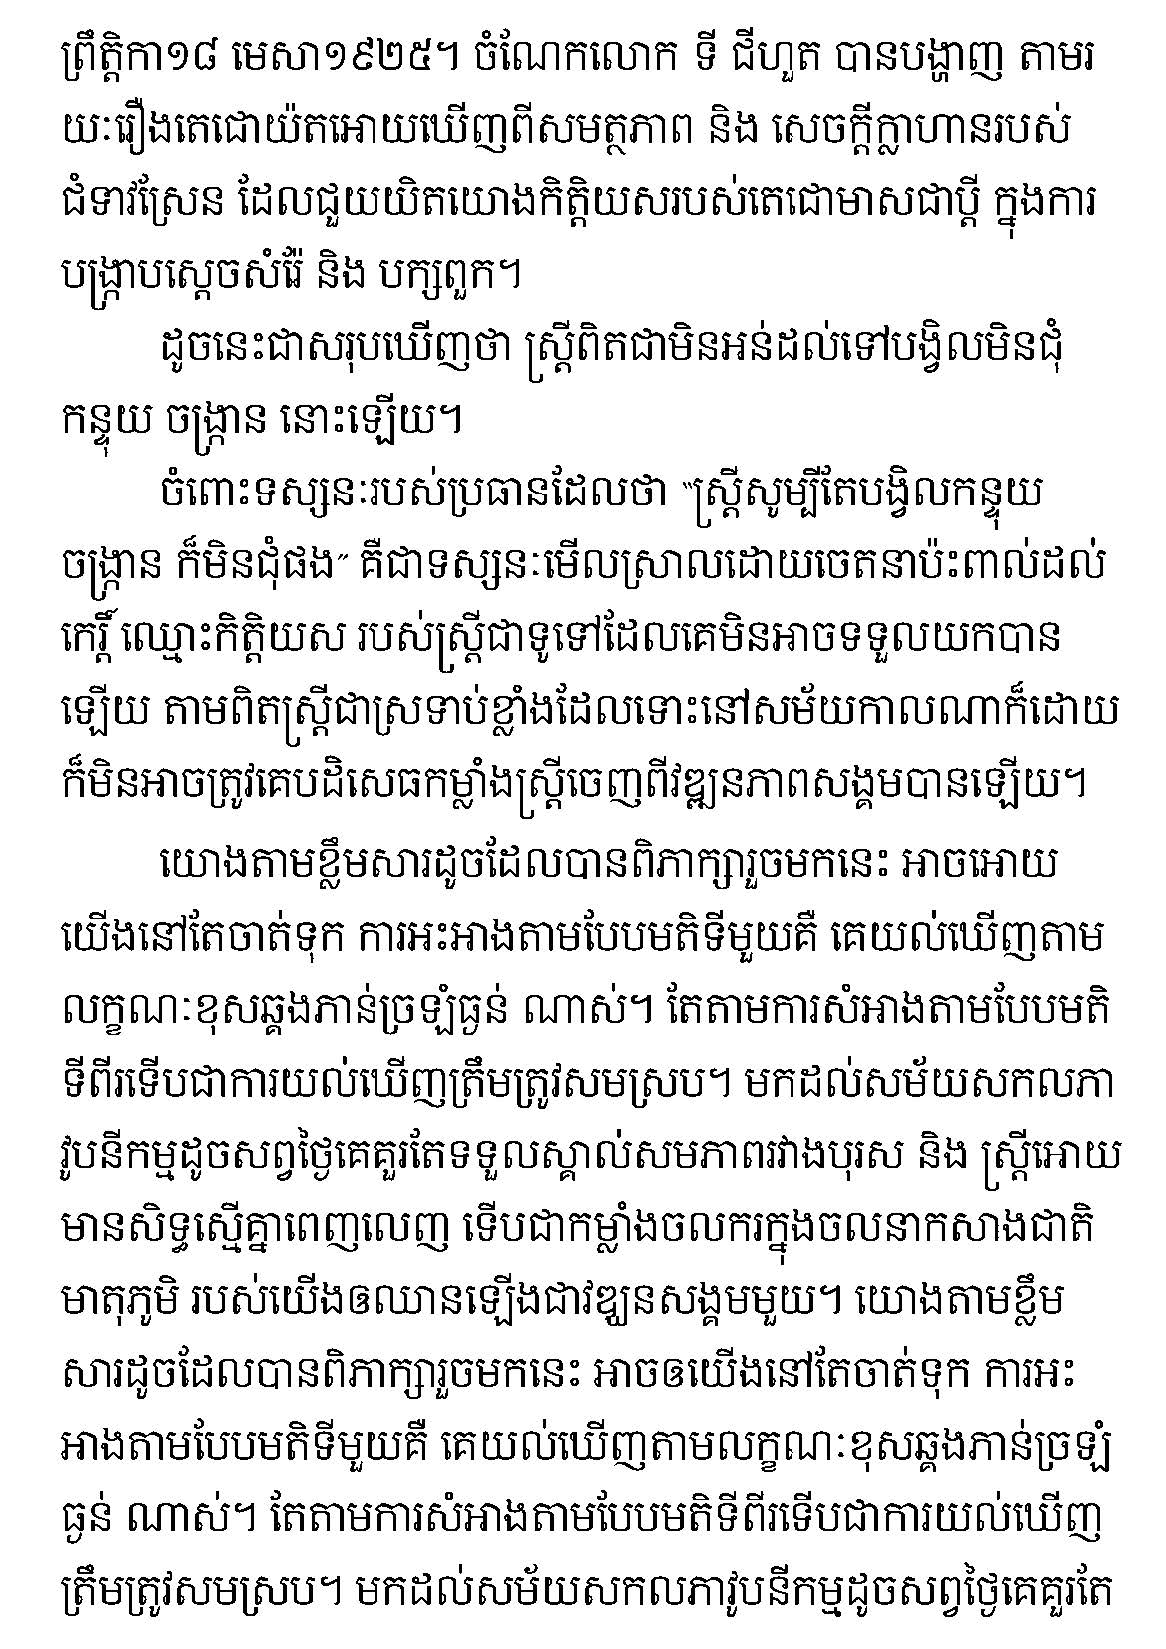 ព្រឹត្តិកា១៨ មេសា១៩២៥។ ចំណែកលោក ទី ជីហួត បានបង្ហាញ តាមរ
យៈរឿងតេជោយ៉តអោយឃើញពីសមត្ថភាព និង សេចក្តីក្លាហានរបស់
ជំទាវស្រែន ដែលជួយយិតយោងកិត្តិយសរបស់តេជោមាសជាប្តី ក្នុងការ
បង្ក្រាបស្តេចសំរ៉ែ និង បក្សពួក។
ដូចនេះជាសរុបឃើញថា ស្ត្រីពិតជាមិនអន់ដល់ទៅបង្វិលមិនជុំ
កន្ទុយ ចង្ក្រាន នោះឡើយ។
ចំពោះទស្សនៈរបស់ប្រធានដែលថា “ស្ត្រីសូម្បីតែបង្វិលកន្ទុយ
ចង្ក្រាន ក៏មិនជុំផង” គឺជាទស្សនៈមើលស្រាលដោយចេតនាប៉ះពាល់ដល់
កេរ្តិ៍ ឈ្មោះកិត្តិយស របស់ស្ត្រីជាទូទៅដែលគេមិនអាចទទួលយកបាន
ឡើយ តាមពិតស្ត្រីជាស្រទាប់ខ្លាំងដែលទោះនៅសម័យកាលណាក៏ដោយ
ក៏មិនអាចត្រូវគេបដិសេធកម្លាំងស្ត្រីចេញពីវឌ្ឍនភាពសង្គមបានឡើយ។
យោងតាមខ្លឹមសារដូចដែលបានពិភាក្សារួចមកនេះ អាចអោយ
យើងនៅតែចាត់ទុក ការអះអាងតាមបែបមតិទីមួយគឺ គេយល់ឃើញតាម
លក្ខណៈខុសឆ្គងភាន់ច្រឡំធ្ងន់ ណាស់។ តែតាមការសំអាងតាមបែបមតិ
ទីពីរទើបជាការយល់ឃើញត្រឹមត្រូវសមស្រប។ មកដល់សម័យសកលភា
វូបនីកម្មដូចសព្វថ្ងៃគេគួរតែទទួលស្គាល់សមភាពរវាងបុរស និង ស្ត្រីអោយ
មានសិទ្ធស្មើគ្នាពេញលេញ ទើបជាកម្លាំងចលករក្នុងចលនាកសាងជាតិ
មាតុភូមិ របស់យើងឲឈានឡើងជាវឌ្ឃនសង្គមមួយ។ យោងតាមខ្លឹម
សារដូចដែលបានពិភាក្សារួចមកនេះ អាចឲយើងនៅតែចាត់ទុក ការអះ
អាងតាមបែបមតិទីមួយគឺ គេយល់ឃើញតាមលក្ខណៈខុសឆ្គងភាន់ច្រឡំ
ធ្ងន់ ណាស់។ តែតាមការសំអាងតាមបែបមតិទីពីរទើបជាការយល់ឃើញ
ត្រឹមត្រូវសមស្រប។ មកដល់សម័យសកលភាវូបនីកម្មដូចសព្វថ្ងៃគេគួរតែ